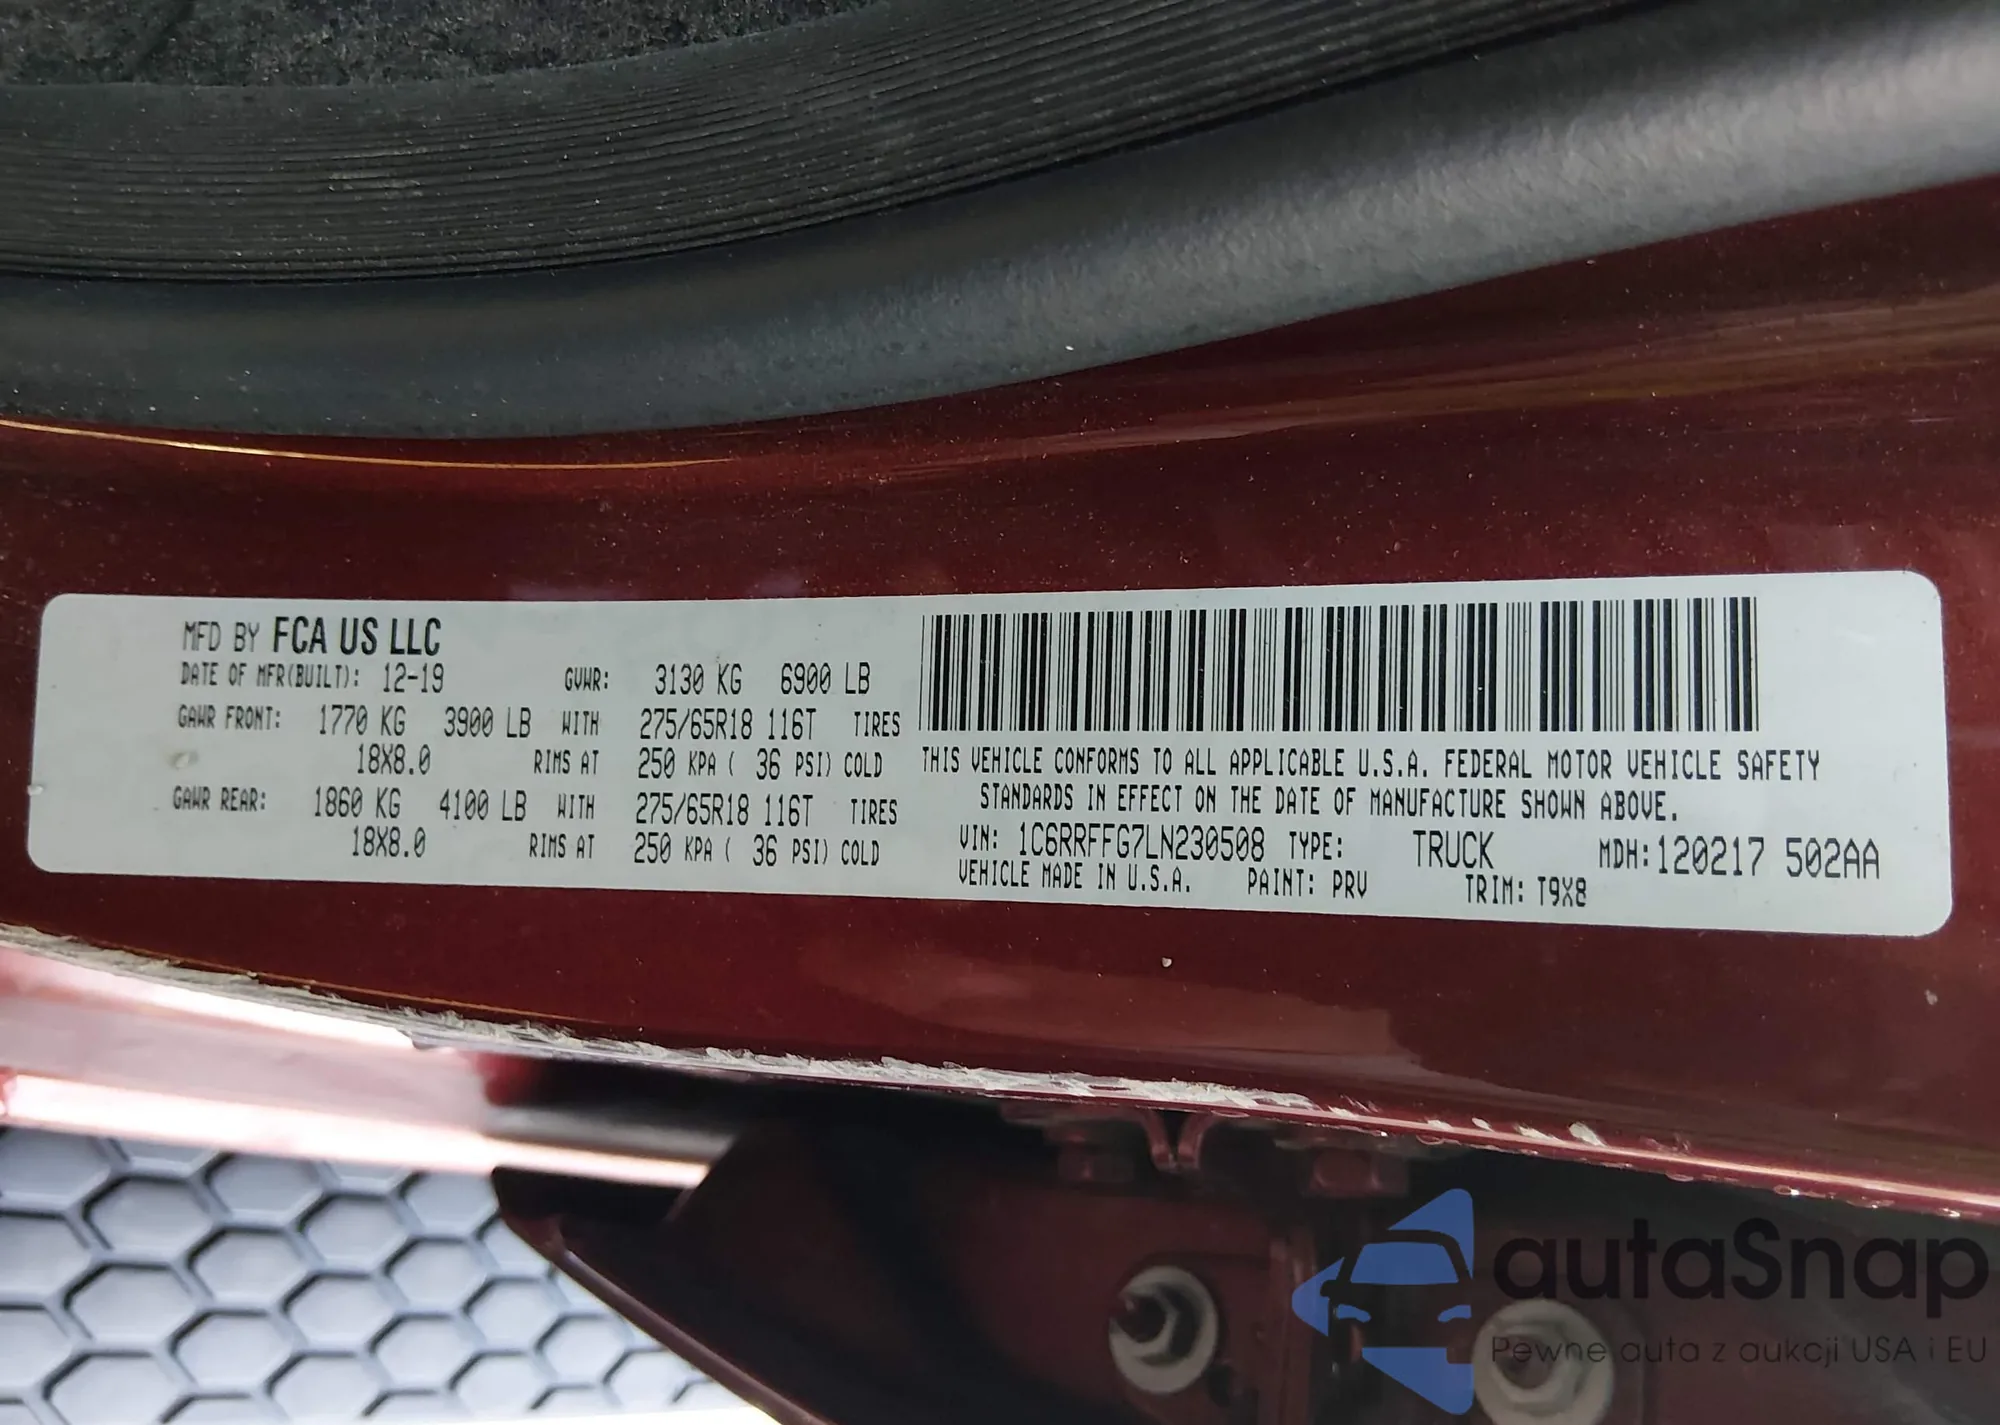 MFD BY FCA US LLC
DATE OF MFR(BUILT): 12-19 GVWR: 3130 KG 6900 LB
GAWR FRONT: 1770 KG 3900 LB WITH 275/65R18 116T TIRES
18X8.0 RIMS AT 250 KPA ( 36 PSI) COLD
GAWR REAR: 1860 KG 4100 LB WITH 275/65R18 116T TIRES
18X8.0 RIMS AT 250 KPA ( 36 PSI) COLD
THIS VEHICLE CONFORMS TO ALL APPLICABLE U.S.A. FEDERAL MOTOR VEHICLE SAFETY
STANDARDS IN EFFECT ON THE DATE OF MANUFACTURE SHOWN ABOVE.
VIN: 1C6RRFFG7LN230508 TYPE: TRUCK MDH:120217 502AA
VEHICLE MADE IN U.S.A. PAINT: PRV TRIM: T9X8
autaSnap
Pewne auta z aukcji USA i EU